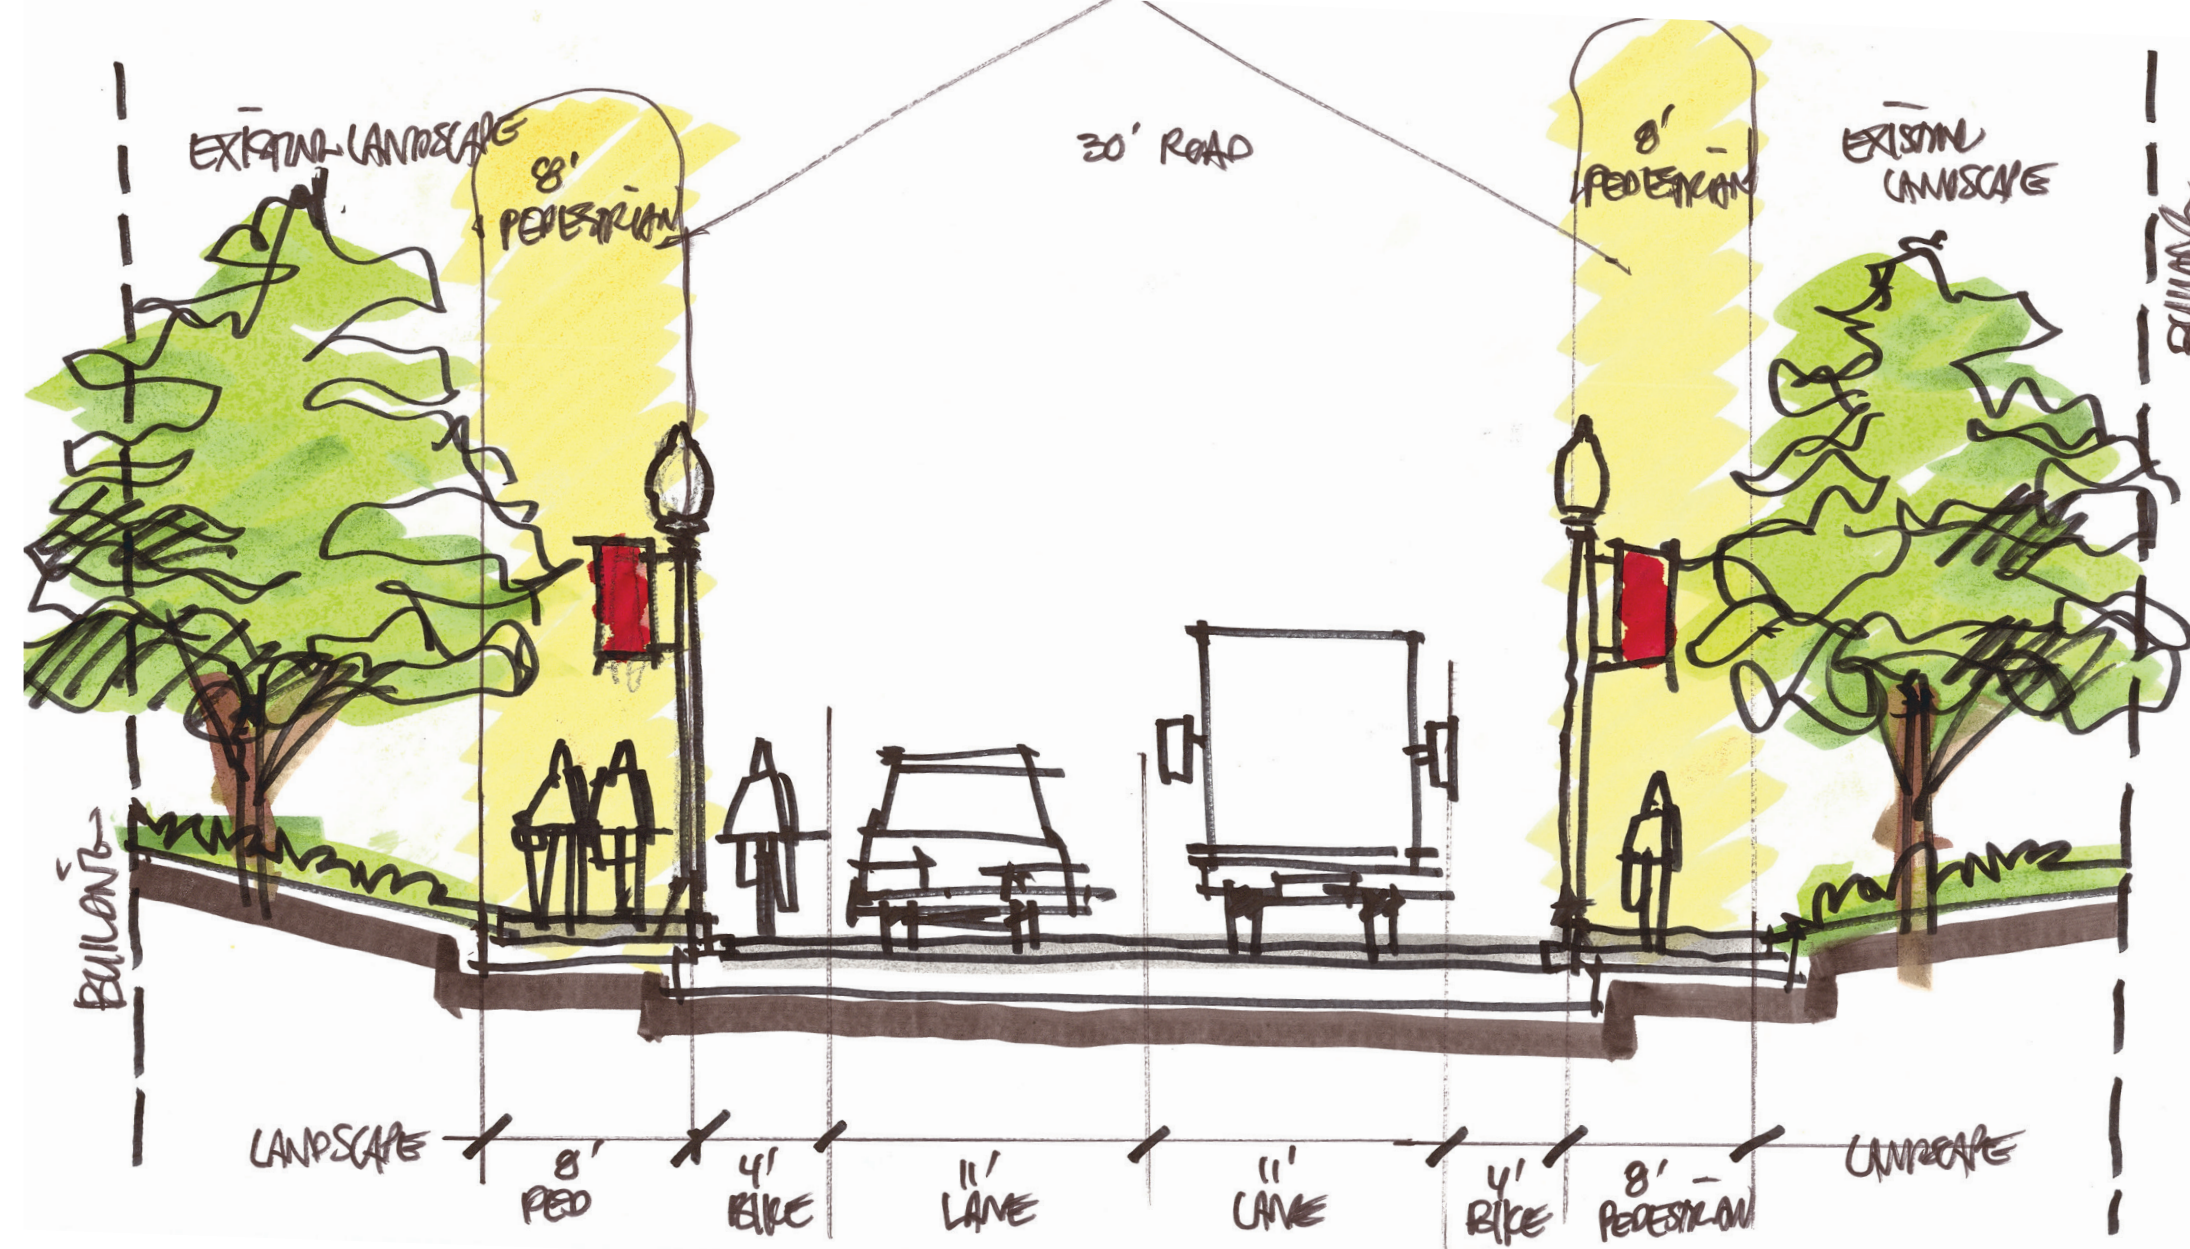 EXISTING LANDSCAPE
8'
PEDESTRIAN
30' ROAD
8'
PEDESTRIAN
EXISTING
LANDSCAPE
BUILDING
BUILDING
LANDSCAPE
8'
PED
4'
BIKE
11'
LANE
11'
LANE
4'
BIKE
8'
PEDESTRIAN
LANDSCAPE